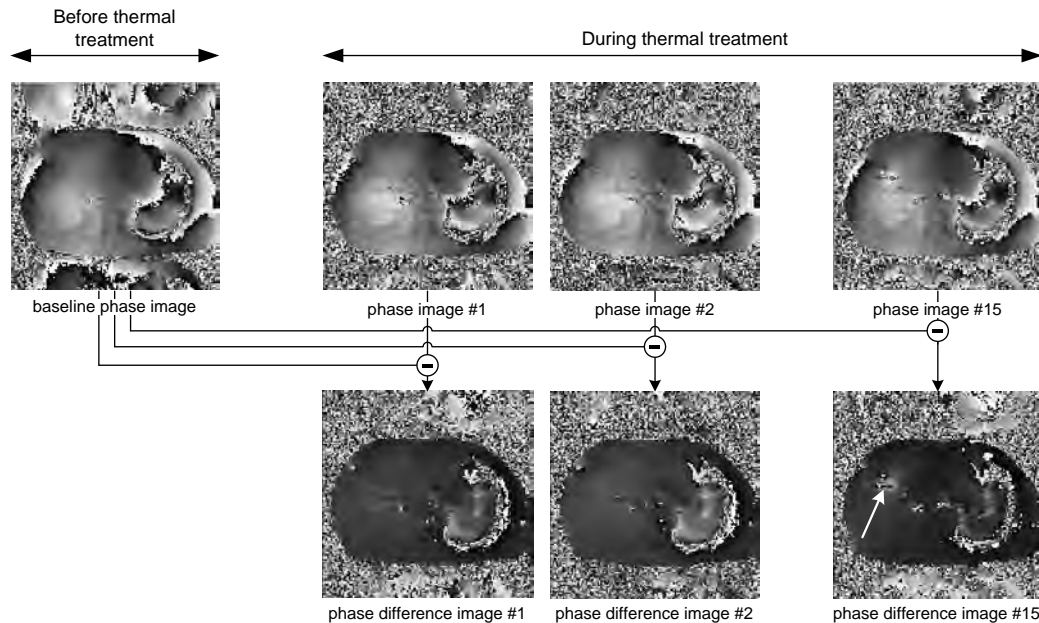 Before thermal
treatment
During thermal treatment
baseline phase image
phase image #1
phase image #2
phase image #15
phase difference image #1
phase difference image #2
phase difference image #15